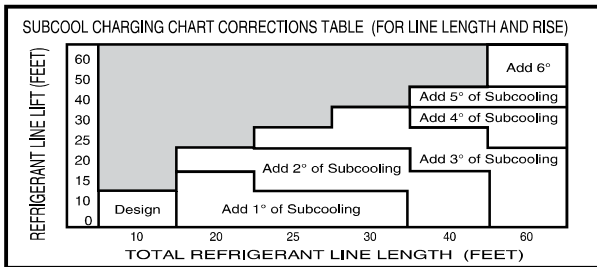 SUBCOOL CHARGING CHART CORRECTIONS TABLE (FOR LINE LENGTH AND RISE)
REFRIGERANT LINE LIFT (FEET)
60
50
40
30
25
20
15
10
0
Add 6°
Add 5° of Subcooling
Add 4° of Subcooling
Add 3° of Subcooling
Add 2° of Subcooling
Design
Add 1° of Subcooling
10 20 25 30 40 60
TOTAL REFRIGERANT LINE LENGTH (FEET)